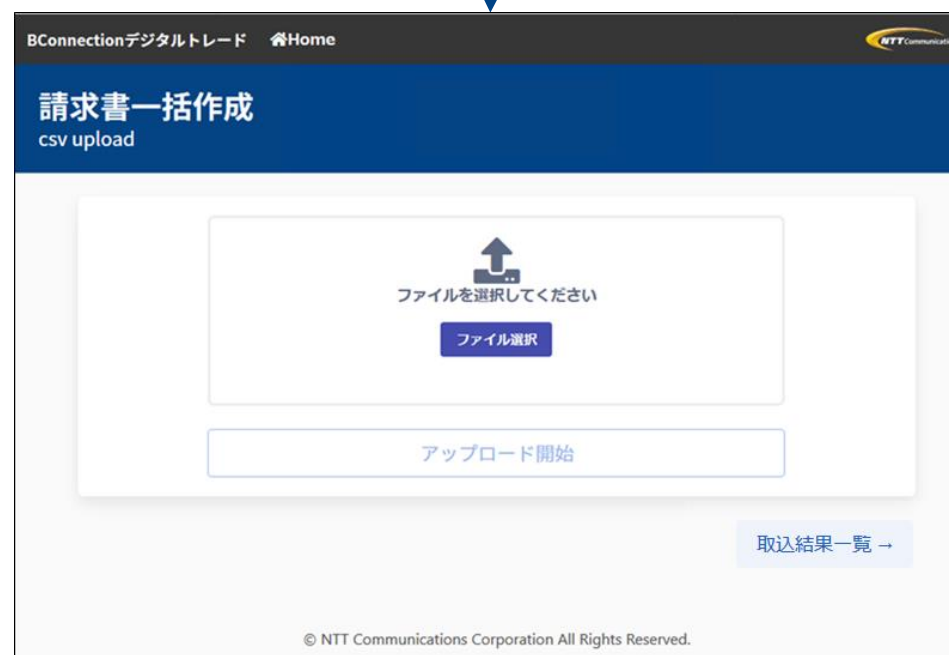 BConnectionデジタルトレード Home
NTT Communicati
請求書一括作成
csv upload
ファイルを選択してください
ファイル選択
アップロード開始
取込結果一覧 →
© NTT Communications Corporation All Rights Reserved.